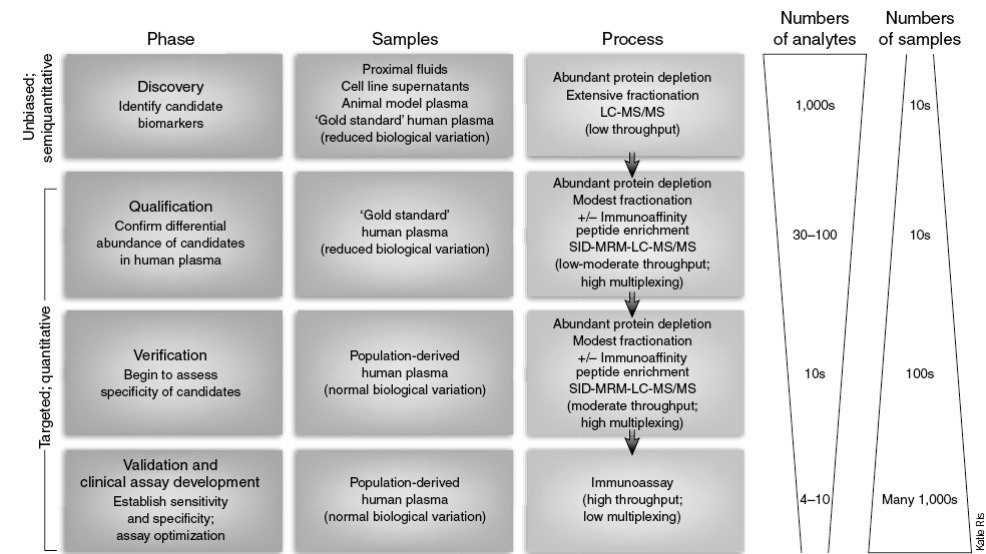 Numbers
of analytes
Numbers
of samples
Phase
Samples
Process
Unbiased;
semiquantitative
Discovery
Identify candidate
biomarkers
Proximal fluids
Cell line supernatants
Animal model plasma
‘Gold standard’ human plasma
(reduced biological variation)
Abundant protein depletion
Extensive fractionation
LC-MS/MS
(low throughput)
1,000s
10s
Targeted; quantitative
Qualification
Confirm differential
abundance of candidates
in human plasma
‘Gold standard’
human plasma
(reduced biological variation)
Abundant protein depletion
Modest fractionation
+/– Immunoaffinity
peptide enrichment
SID-MRM-LC-MS/MS
(low-moderate throughput;
high multiplexing)
30–100
10s
Verification
Begin to assess
specificity of candidates
Population-derived
human plasma
(normal biological variation)
Abundant protein depletion
Modest fractionation
+/– Immunoaffinity
peptide enrichment
SID-MRM-LC-MS/MS
(moderate throughput;
high multiplexing)
10s
100s
Validation and
clinical assay development
Establish sensitivity
and specificity;
assay optimization
Population-derived
human plasma
(normal biological variation)
Immunoassay
(high throughput;
low multiplexing)
4–10
Many 1,000s
Katie Ris